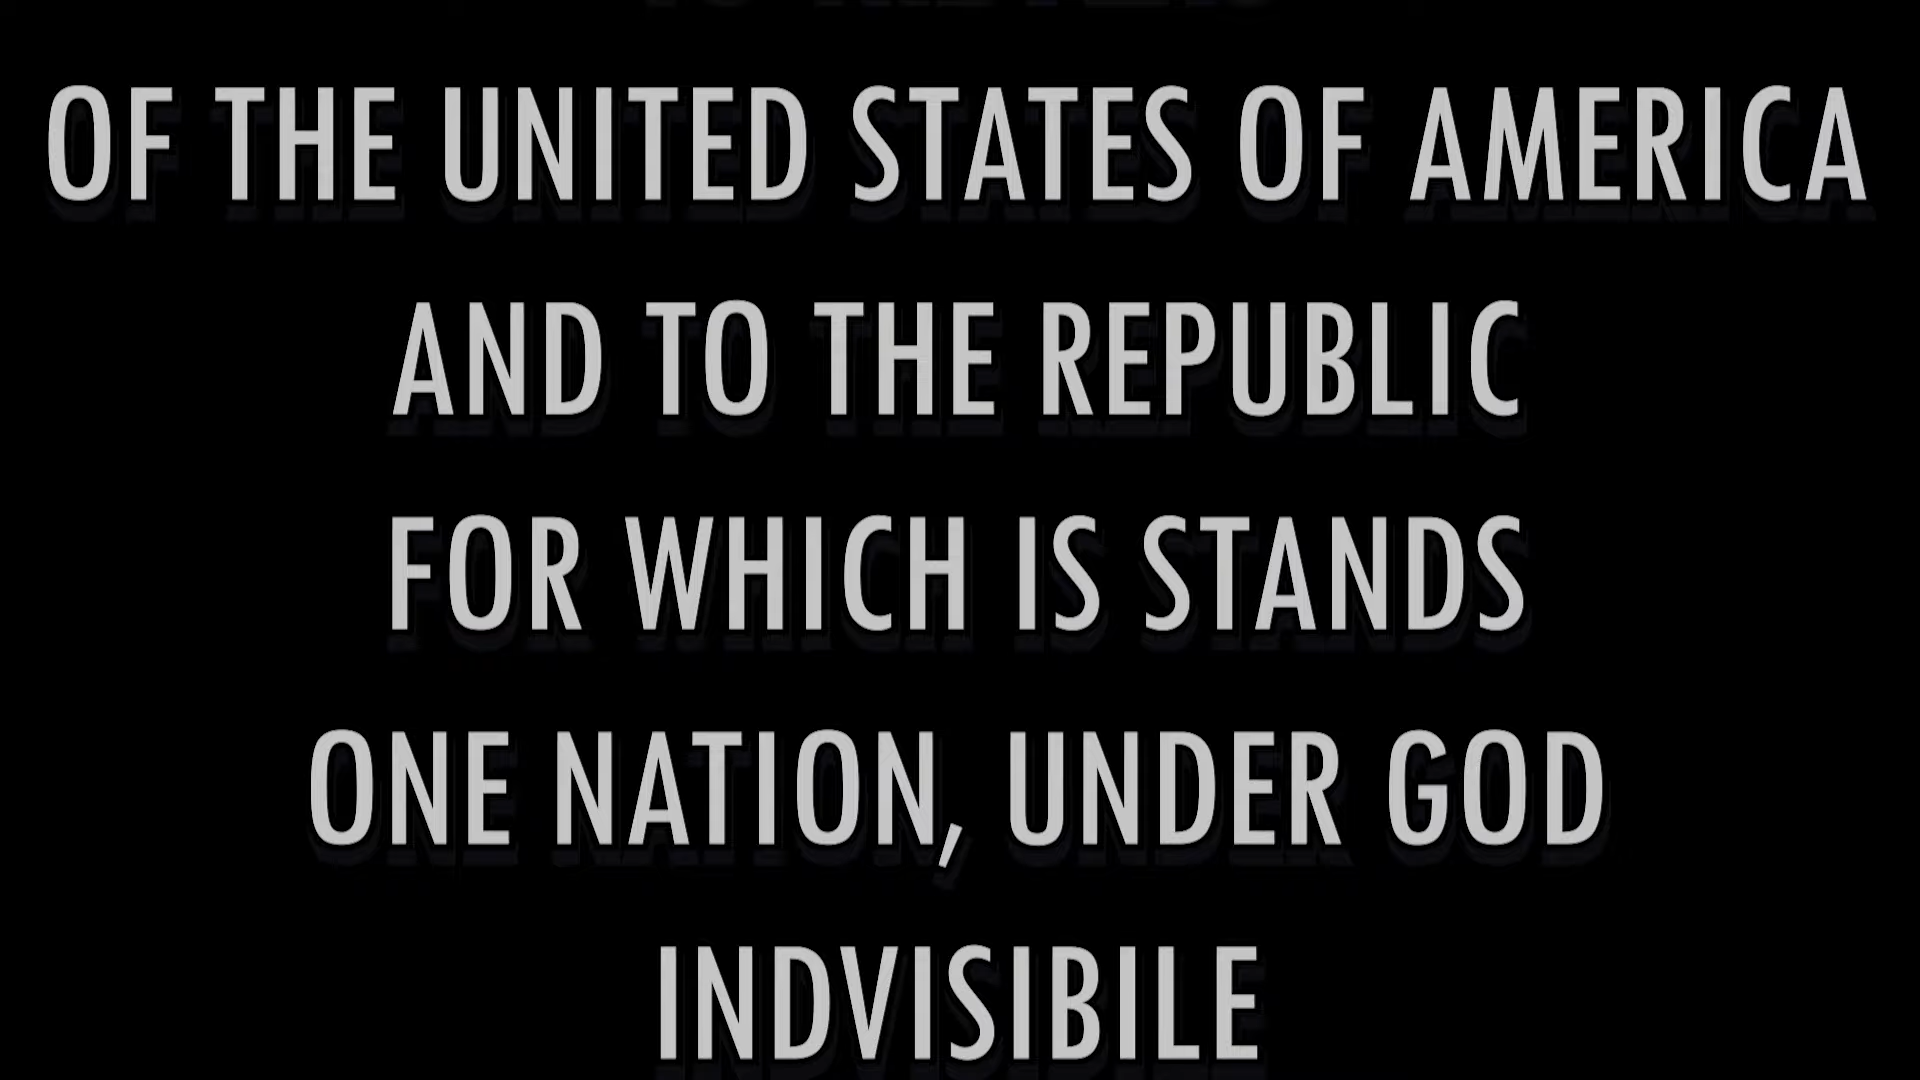 OF THE UNITED STATES OF AMERICA
AND TO THE REPUBLIC
FOR WHICH IS STANDS
ONE NATION, UNDER GOD
INDVISIBILE